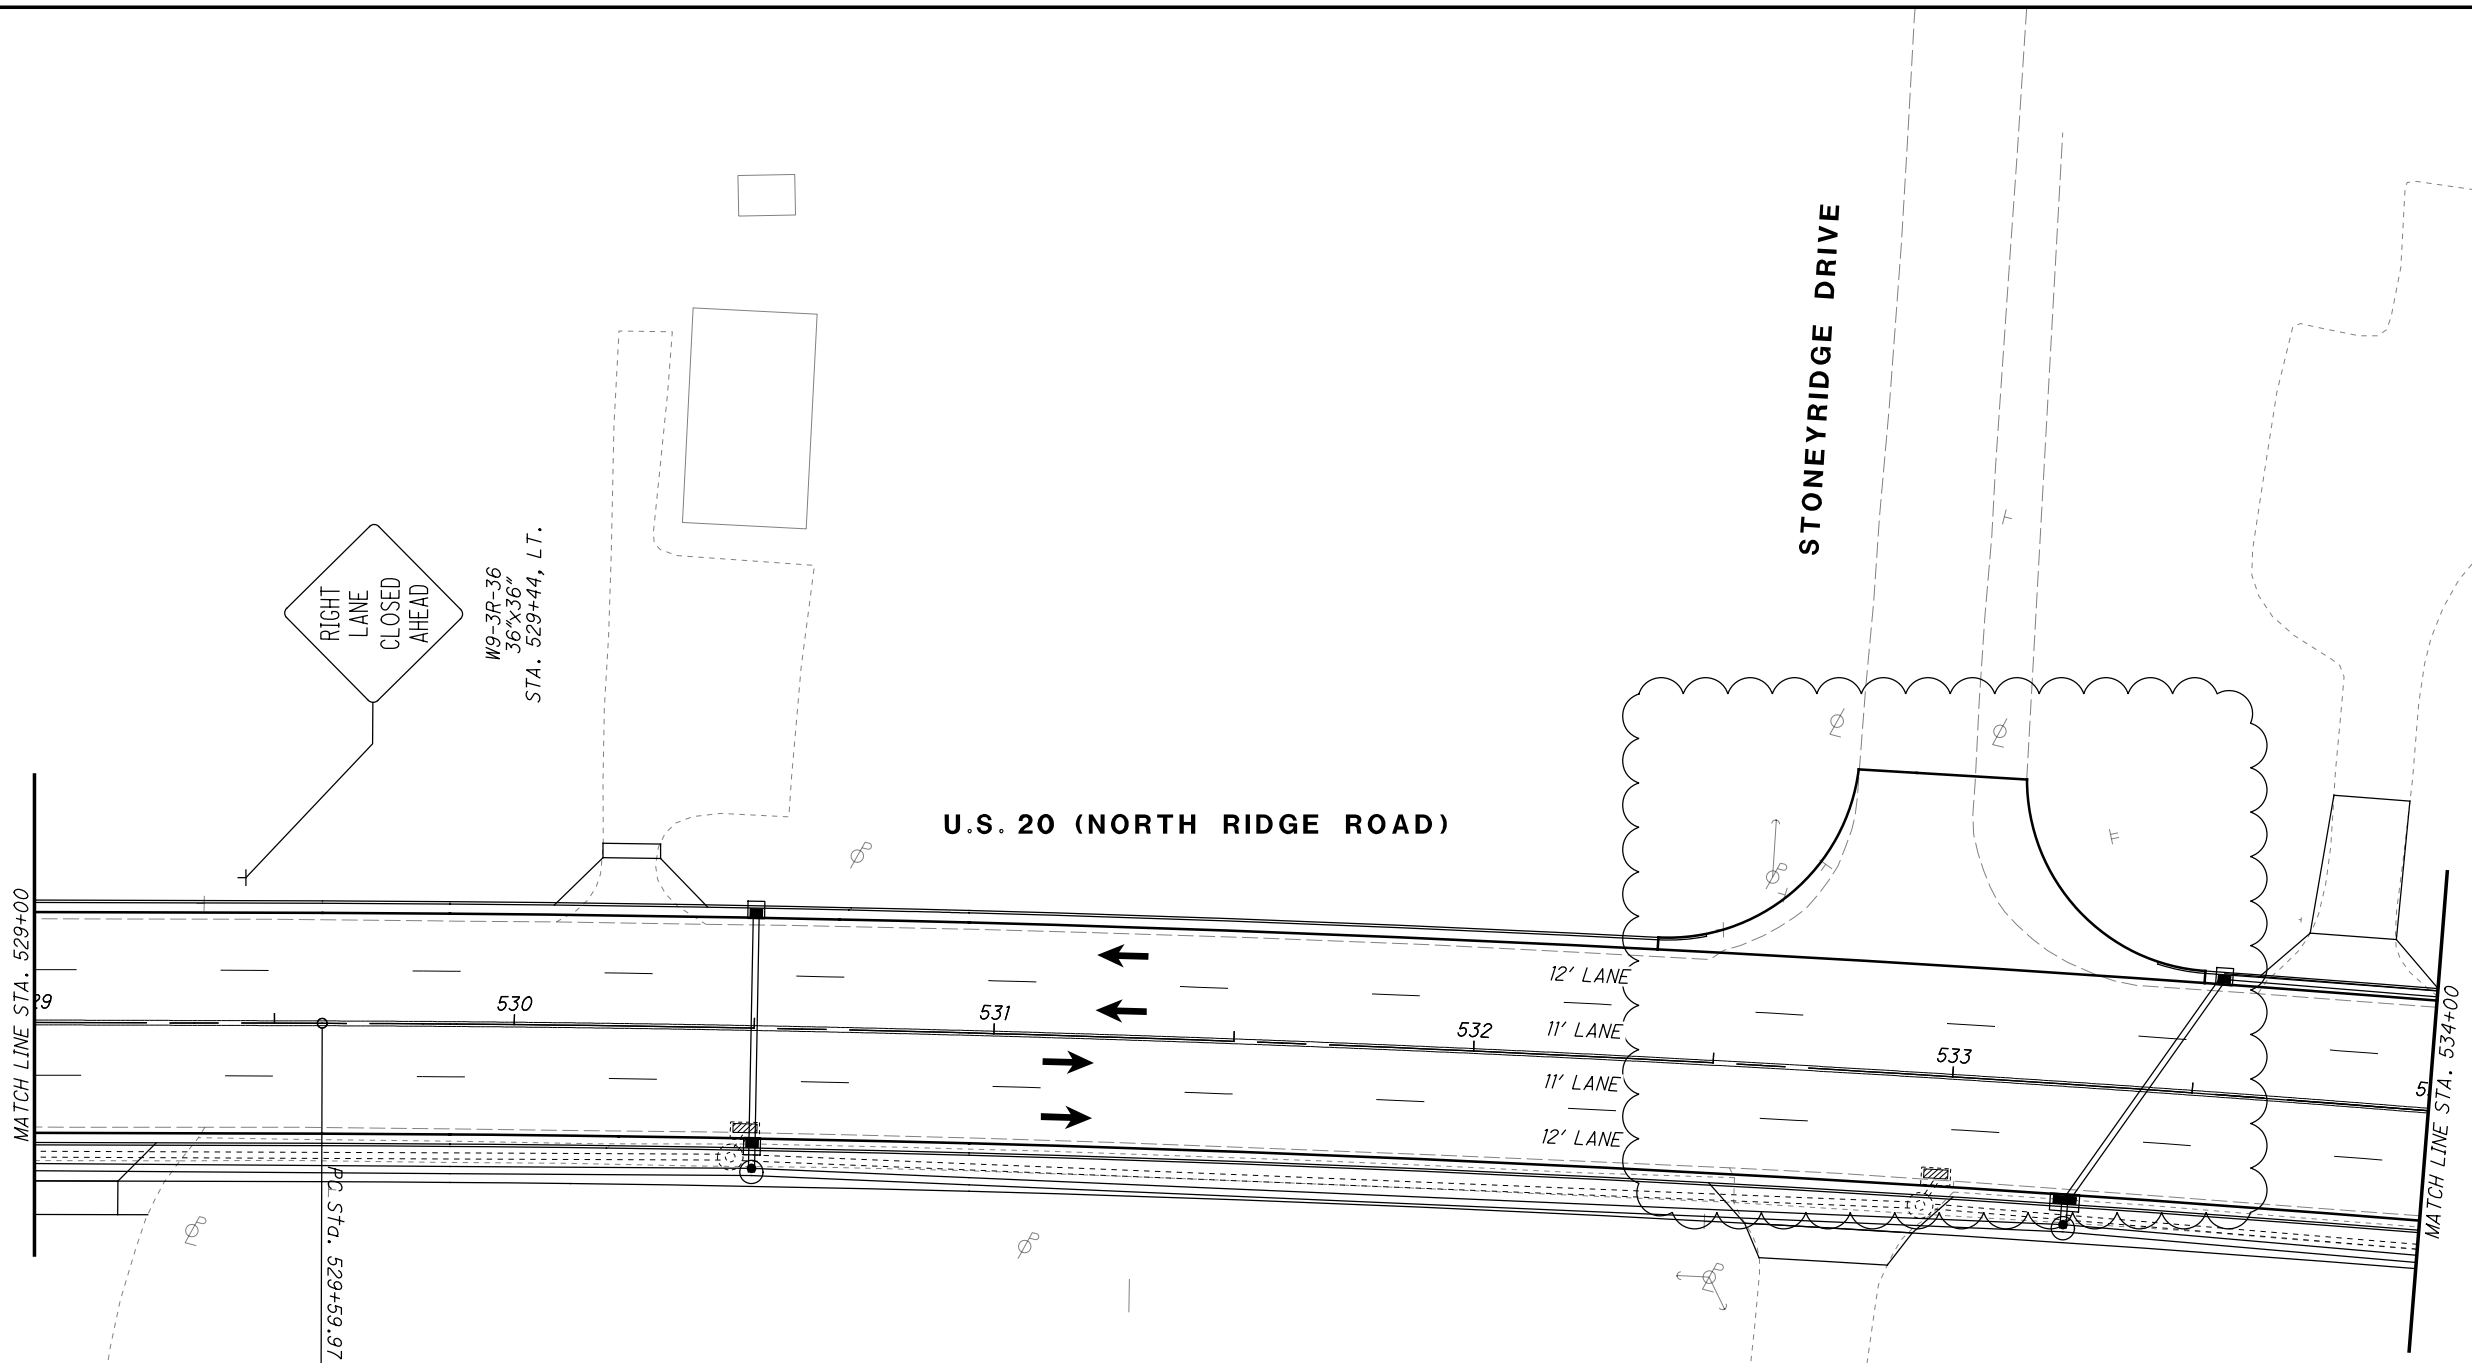 STONEYRIDGE DRIVE
RIGHT
LANE
CLOSED
AHEAD
W9-3R-36
36"x36"
STA. 529+44, LT.
U.S. 20 (NORTH RIDGE ROAD)
MATCH LINE STA. 529+00
29
530
531
532
533
5
12' LANE
11' LANE
11' LANE
12' LANE
MATCH LINE STA. 534+00
PC Sta. 529+59.97